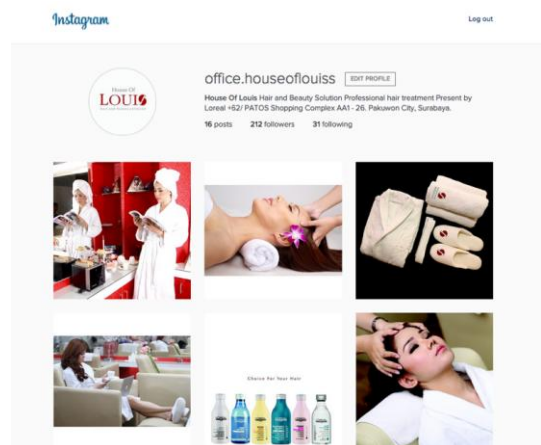 Instagram
Log out
office.houseoflouiss EDIT PROFILE
House Of
LOUIS
House Of Louis Hair and Beauty Solution Professional hair treatment Present by
Loreal +62/ PATOS Shopping Complex AA1 - 26. Pakuwon City, Surabaya.
16 posts 212 followers 31 following
Choice For Your Hair